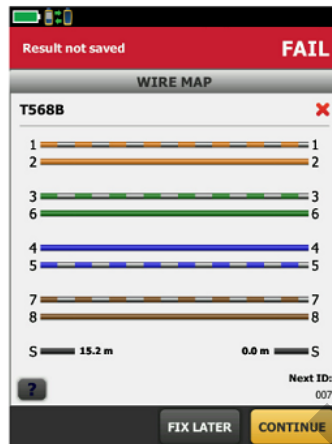 Result not saved FAIL
WIRE MAP
T568B
1 1
2 2
3 3
6 6
4 4
5 5
7 7
8 8
S 15.2 m 0.0 m S
Next ID:
? 007
FIX LATER CONTINUE